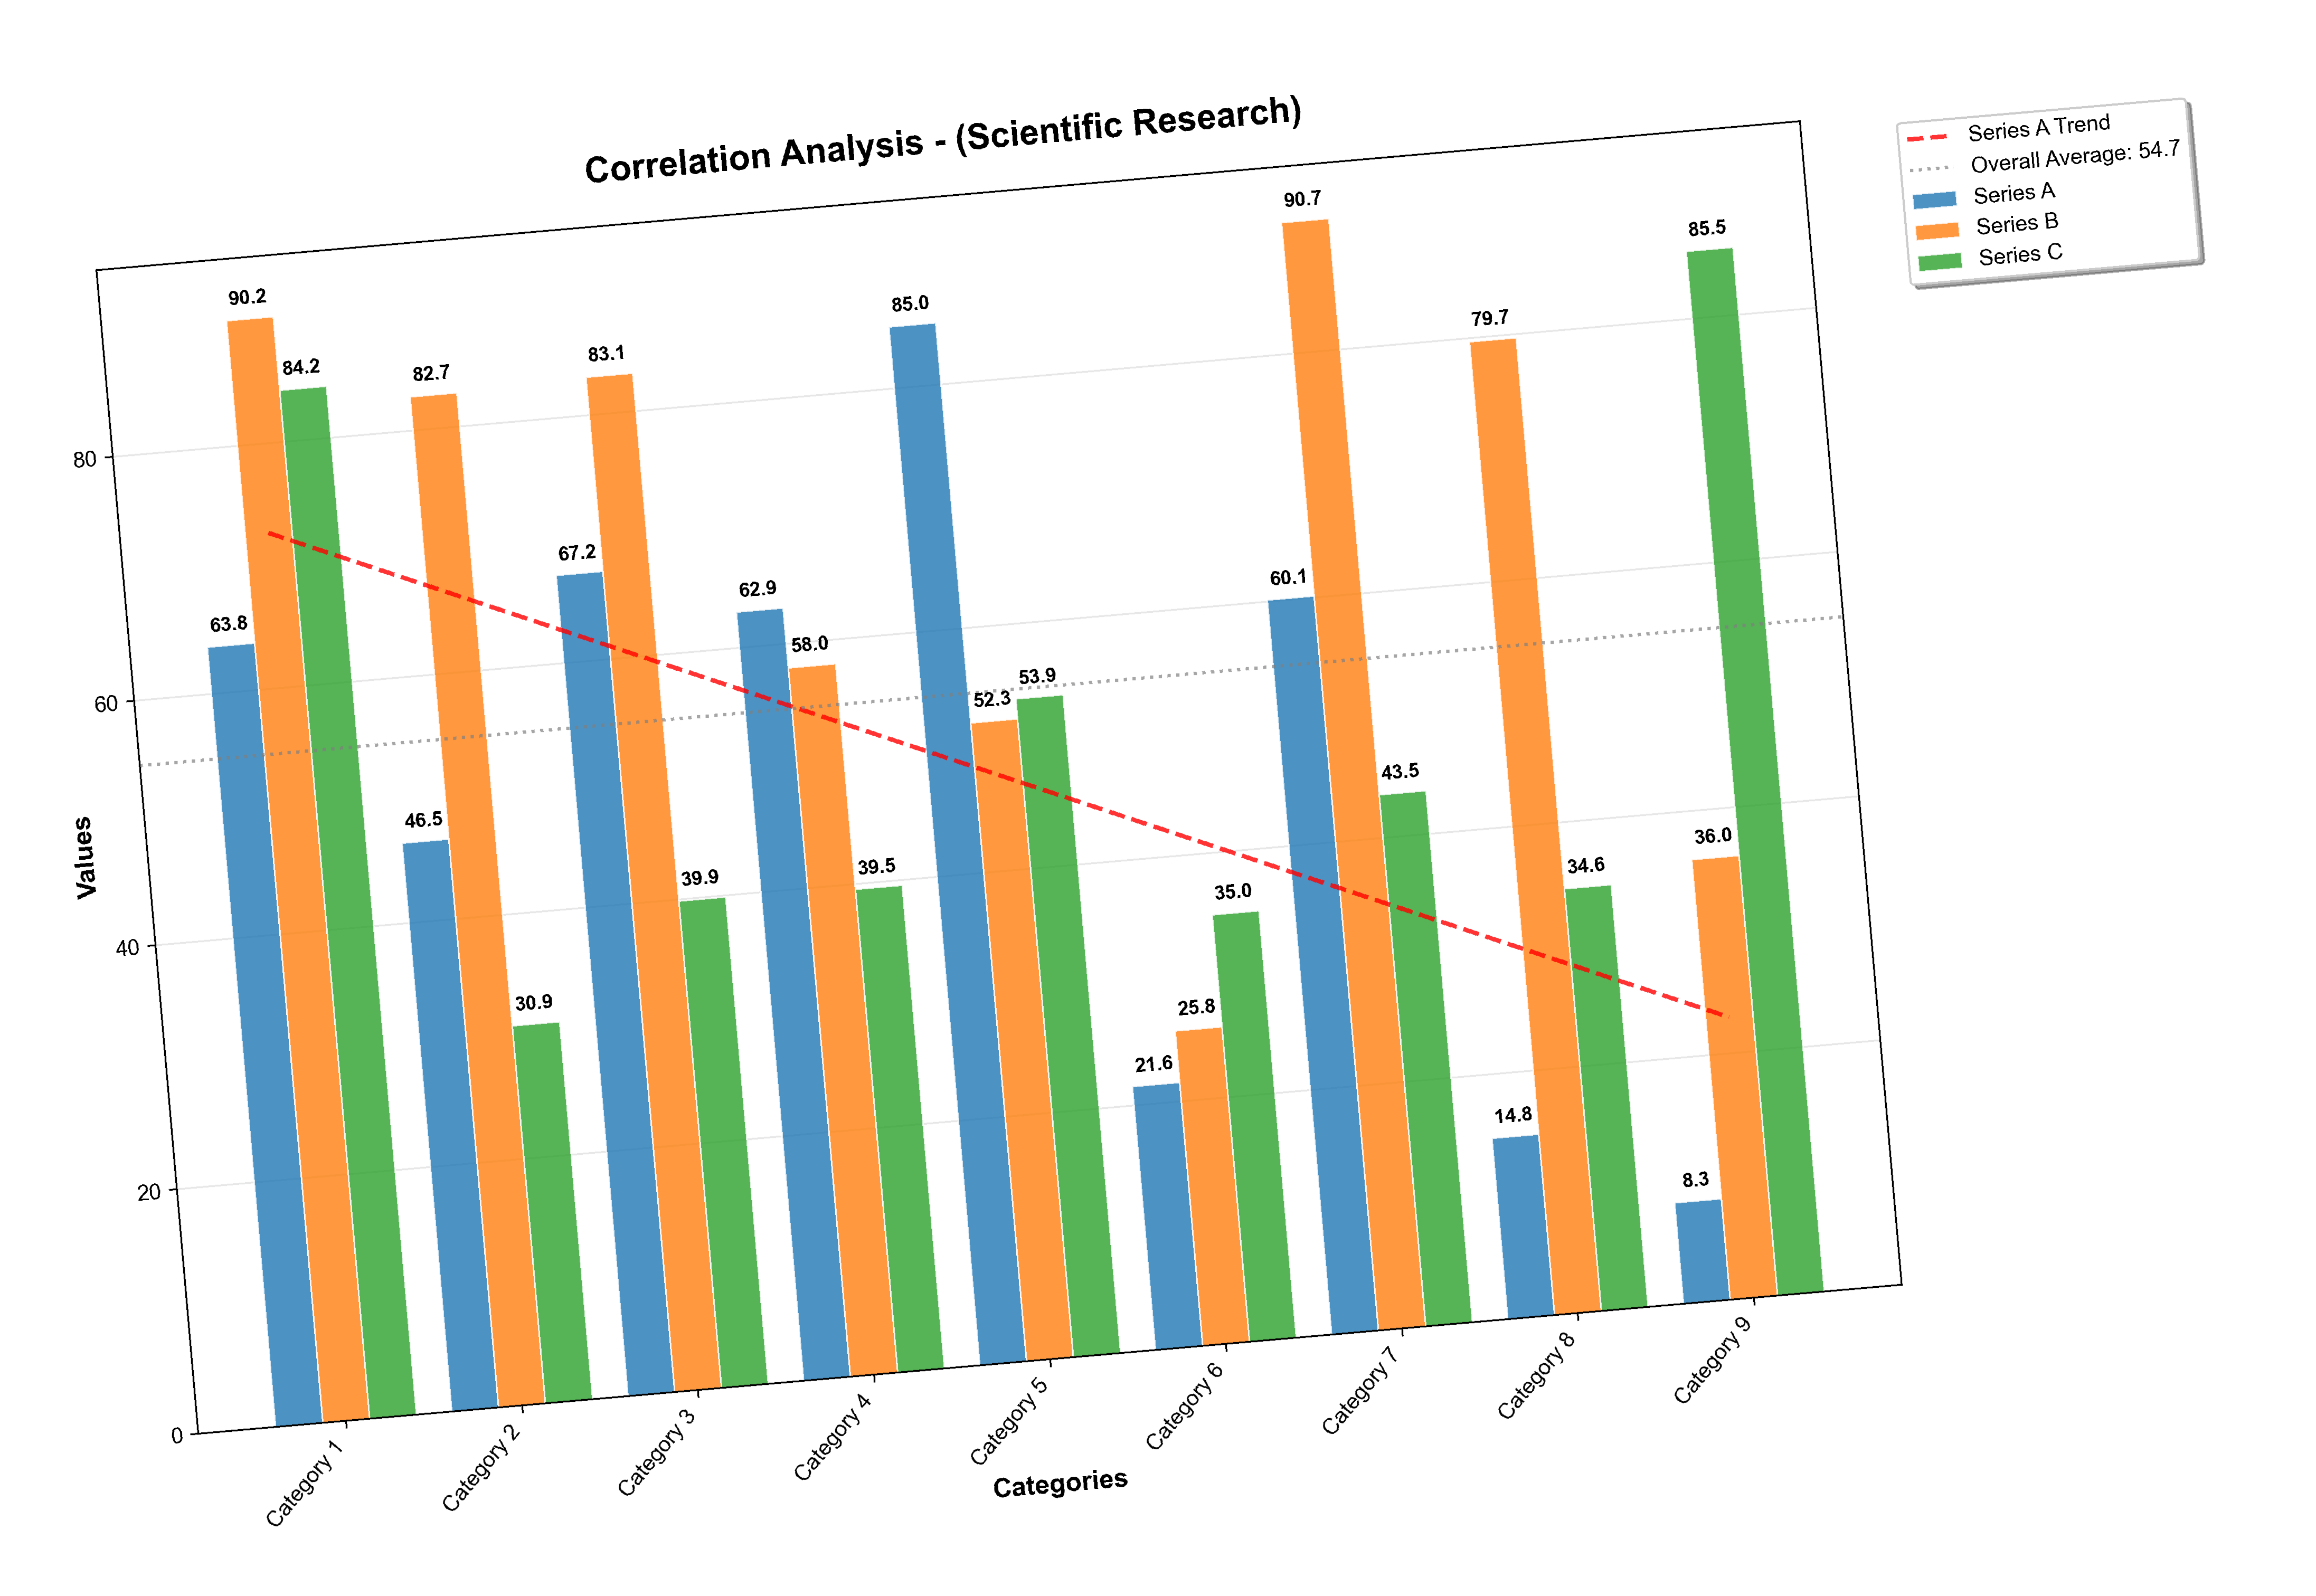 Correlation Analysis - (Scientific Research)
Series A Trend
Overall Average: 54.7
Series A
Series B
Series C
Values
80
60
40
20
0
63.8
90.2
84.2
46.5
82.7
30.9
67.2
83.1
39.9
62.9
58.0
39.5
85.0
52.3
53.9
21.6
25.8
35.0
60.1
90.7
43.5
14.8
79.7
34.6
8.3
36.0
85.5
Category 1
Category 2
Category 3
Category 4
Category 5
Category 6
Category 7
Category 8
Category 9
Categories